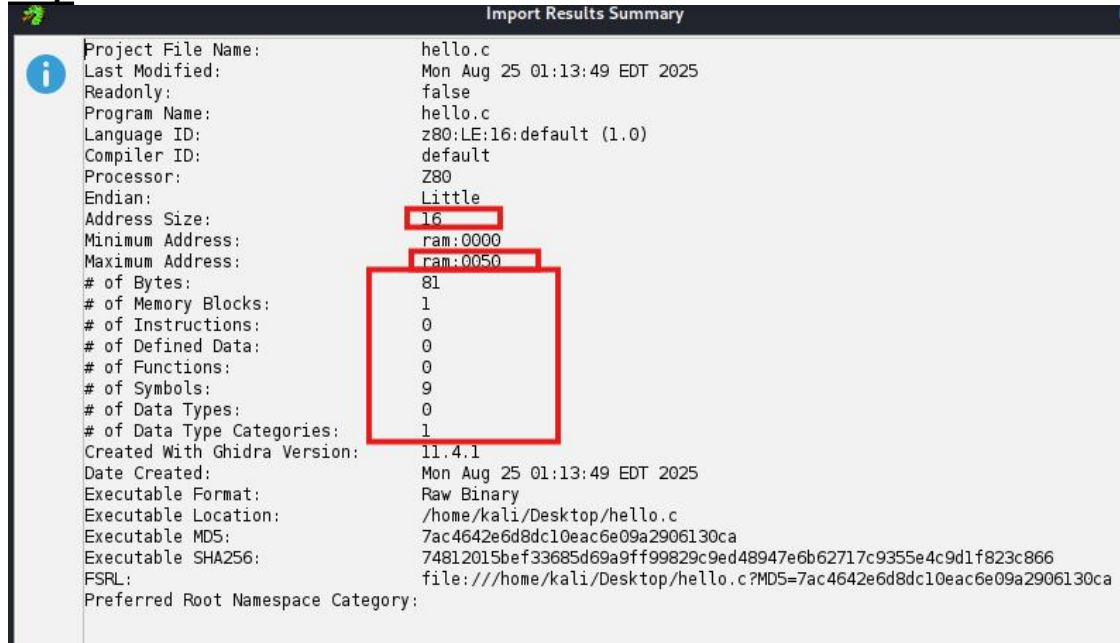 Import Results Summary
Project File Name: hello.c
Last Modified: Mon Aug 25 01:13:49 EDT 2025
Readonly: false
Program Name: hello.c
Language ID: z80:LE:16:default (1.0)
Compiler ID: default
Processor: Z80
Endian: Little
Address Size: 16
Minimum Address: ram:0000
Maximum Address: ram:0050
# of Bytes: 81
# of Memory Blocks: 1
# of Instructions: 0
# of Defined Data: 0
# of Functions: 0
# of Symbols: 9
# of Data Types: 0
# of Data Type Categories: 1
Created With Ghidra Version: 11.4.1
Date Created: Mon Aug 25 01:13:49 EDT 2025
Executable Format: Raw Binary
Executable Location: /home/kali/Desktop/hello.c
Executable MD5: 7ac4642e6d8dc10eac6e09a2906130ca
Executable SHA256: 74812015bef33685d69a9ff99829c9ed48947e6b62717c9355e4c9d1f823c866
FSRL: file:///home/kali/Desktop/hello.c?MD5=7ac4642e6d8dc10eac6e09a2906130ca
Preferred Root Namespace Category: